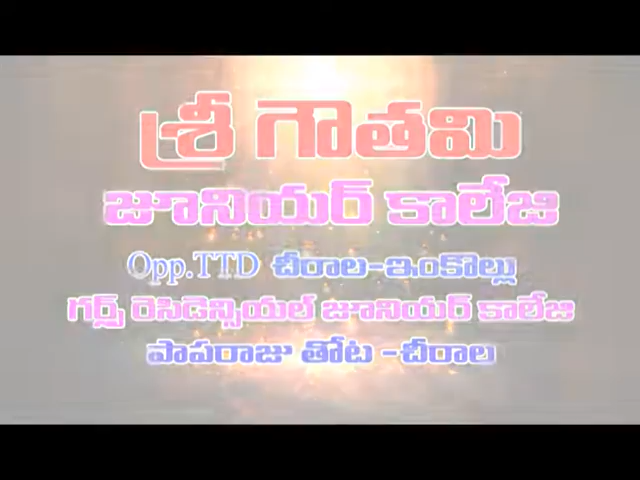 శ్రీ గౌతమి
జూనియర్ కాలేజి
Opp.TTD చీరాల-ఇంకొల్లు
గర్ల్స్ రెసిడెన్సియల్ జూనియర్ కాలేజి
పాపరాజు తోట -చీరాల